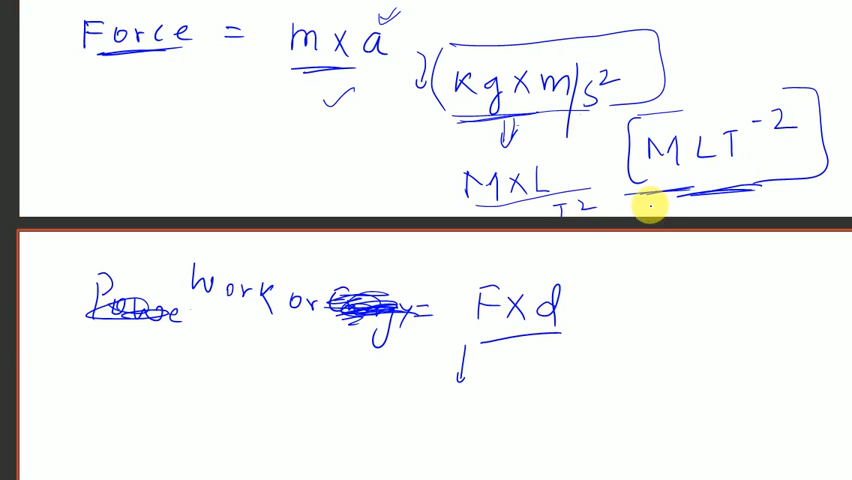 Force = m x a
kg x m/s²
M x L
T²
[MLT⁻²]
Work or = F x d